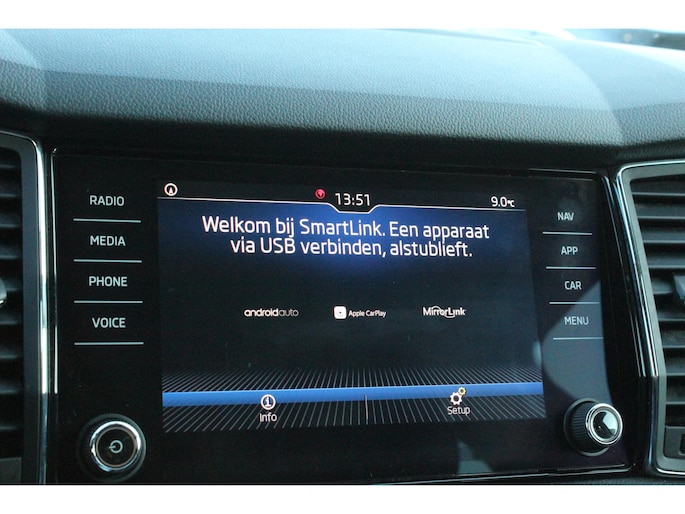 RADIO
MEDIA
PHONE
VOICE
13:51
9.0°C
Welkom bij SmartLink. Een apparaat
via USB verbinden, alstublieft.
androidauto
Apple CarPlay
MirrorLink
Info
Setup
NAV
APP
CAR
MENU